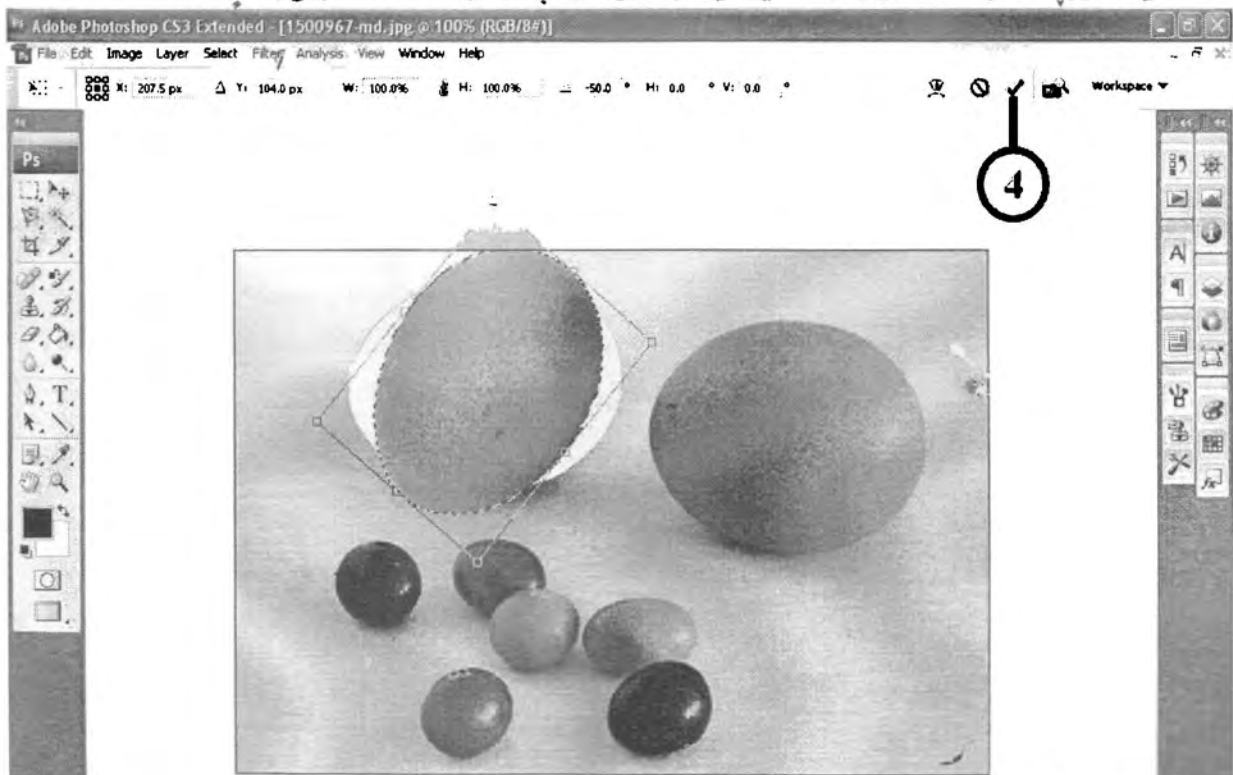 Adobe Photoshop CS3 Extended - [1500967-md.jpg @ 100% (RGB/8#)]
File Edit Image Layer Select Filter Analysis View Window Help
X: 207.5 px Δ Y: 104.0 px W: 100.0% H: 100.0% -50.0 ° H: 0.0 ° V: 0.0 ° Workspace ▼
4
Ps
A
T